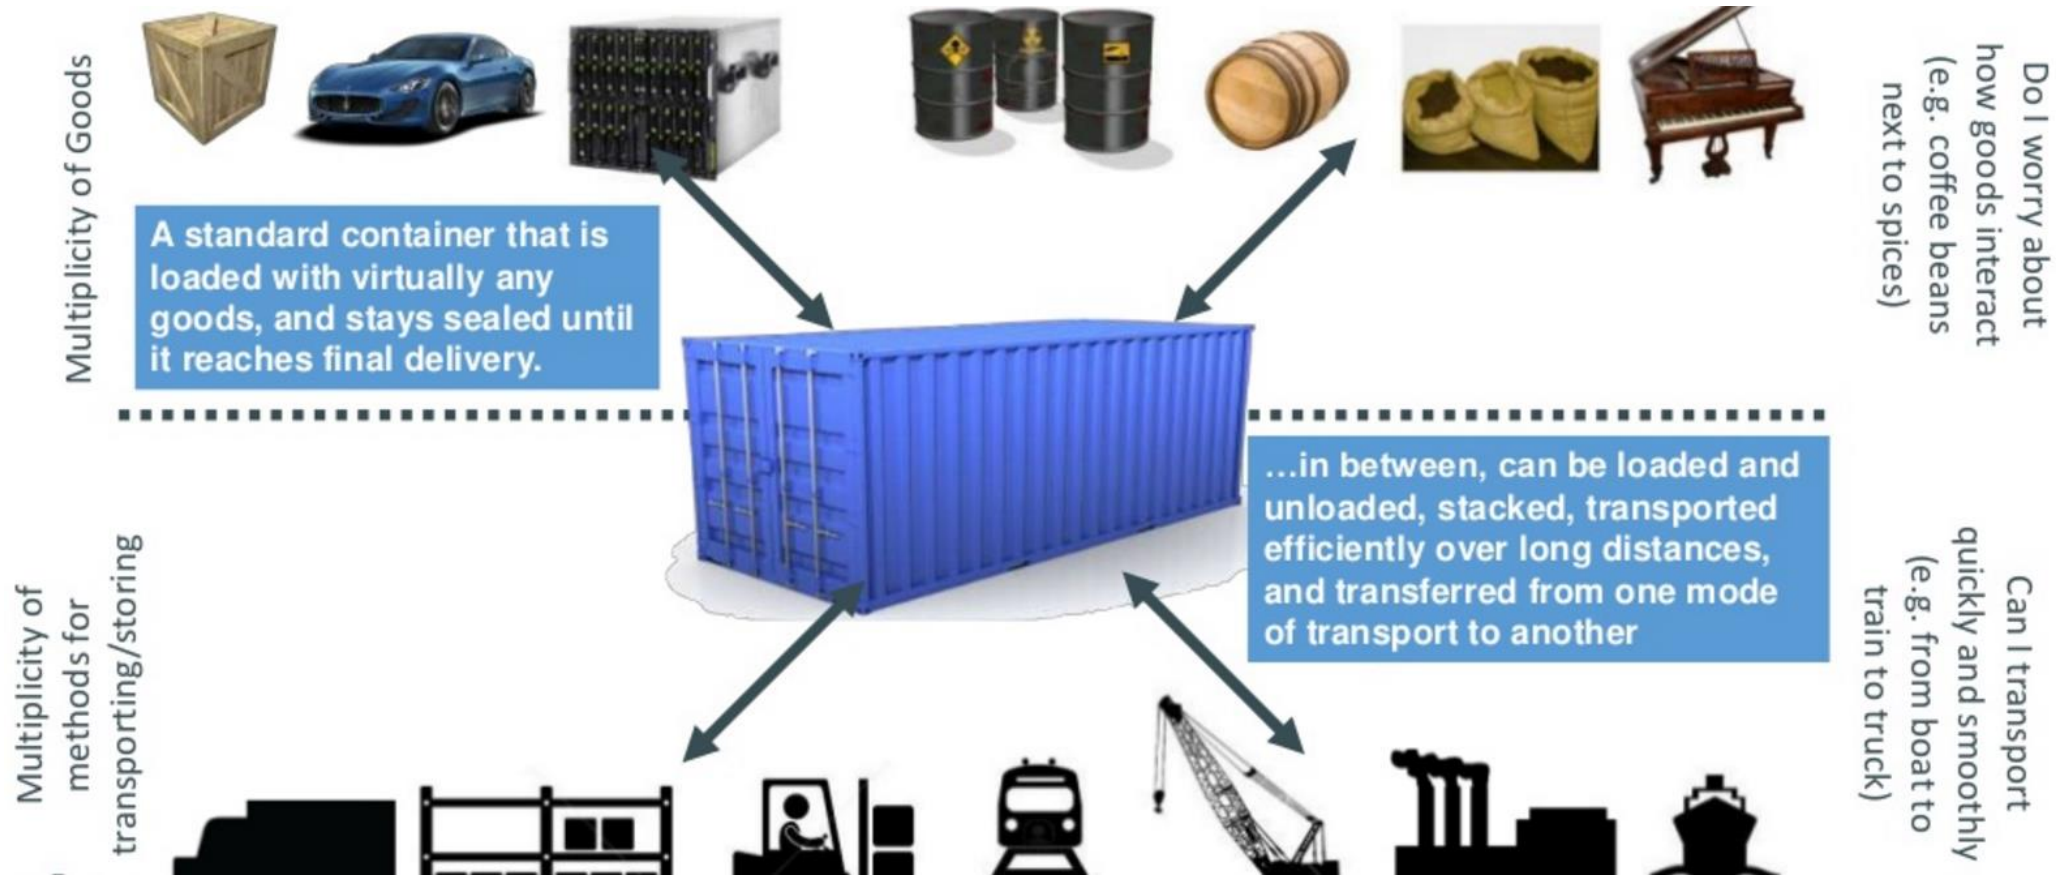 Multiplicity of Goods
A standard container that is
loaded with virtually any
goods, and stays sealed until
it reaches final delivery.
Do I worry about
how goods interact
(e.g. coffee beans
next to spices)
Multiplicity of
methods for
transporting/storing
…in between, can be loaded and
unloaded, stacked, transported
efficiently over long distances,
and transferred from one mode
of transport to another
Can I transport
quickly and smoothly
(e.g. from boat to
train to truck)